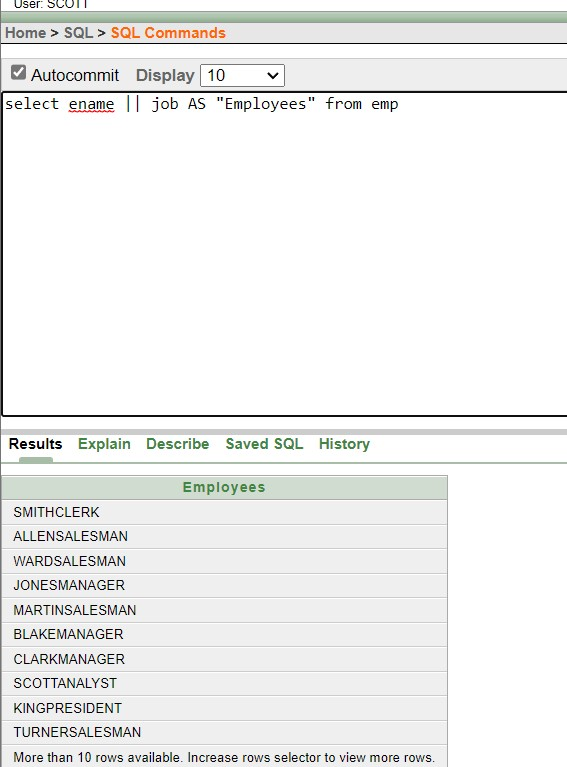 User: SCOTT
Home > SQL > SQL Commands
Autocommit Display 10
select ename || job AS "Employees" from emp
Results Explain Describe Saved SQL History
Employees
SMITHCLERK
ALLENSALESMAN
WARDSALESMAN
JONESMANAGER
MARTINSALESMAN
BLAKEMANAGER
CLARKMANAGER
SCOTTANALYST
KINGPRESIDENT
TURNERSALESMAN
More than 10 rows available. Increase rows selector to view more rows.